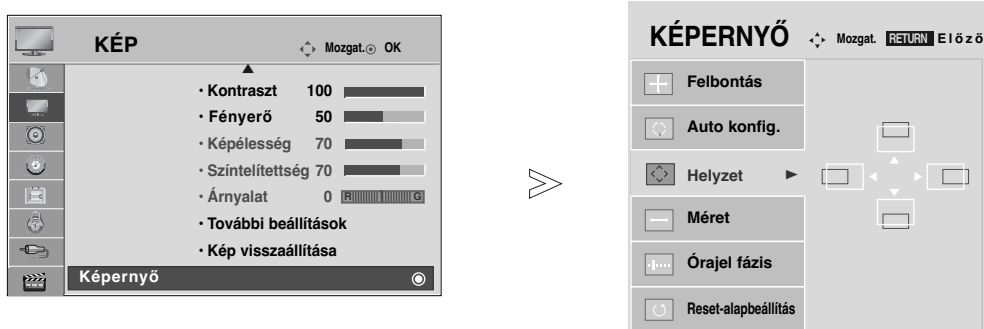 KÉP Mozgat. OK
· Kontraszt 100
· Fényerő 50
· Képélesség 70
· Színtelítettség 70
· Árnyalat 0 R G
· További beállítások
· Kép visszaállítása
Képernyő
KÉPERNYŐ Mozgat. RETURN Előző
Felbontás
Auto konfig.
Helyzet
Méret
Órajel fázis
Reset-alapbeállítás